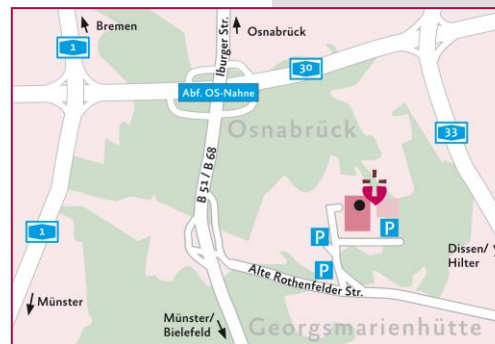 Bremen
Iburger Str.
Osnabrück
1
30
Abf. OS-Nahne
Osnabrück
33
B 51 / B 68
P
1
P
Dissen/
Hilter
P
Alte Rothenfelder Str.
Münster
Münster/
Bielefeld
Georgsmarienhütte